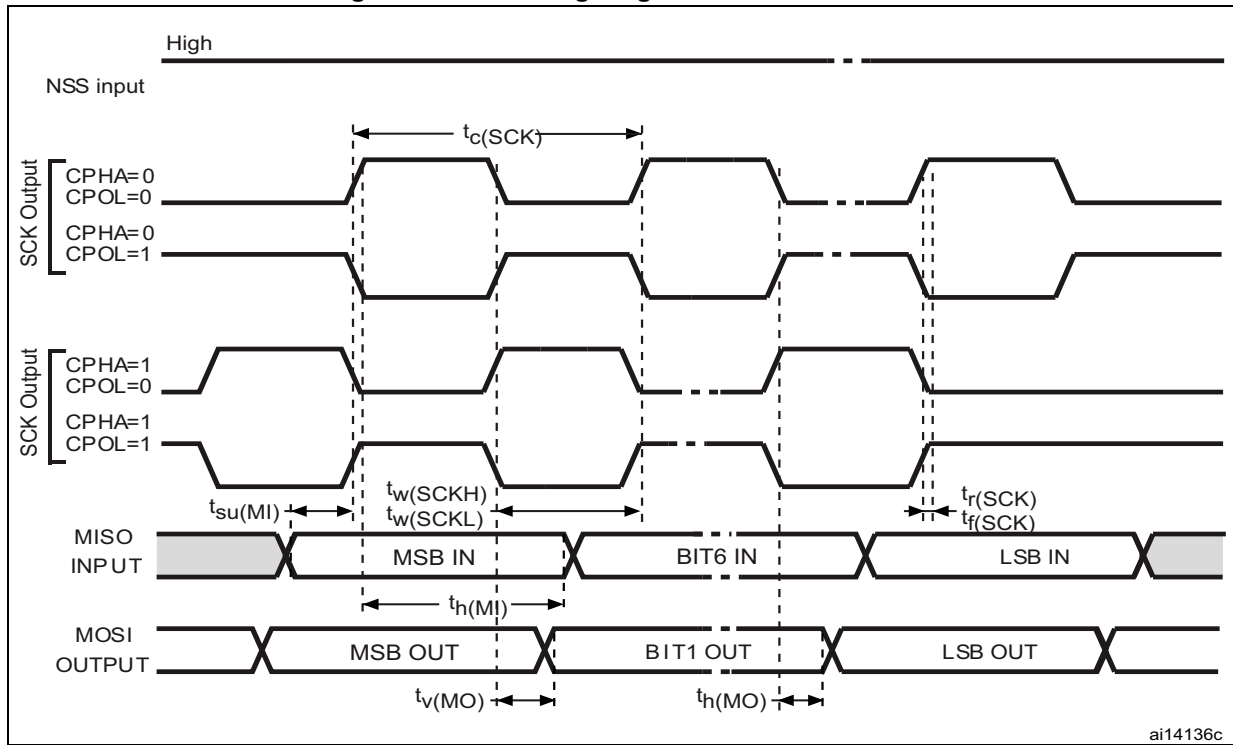 High
NSS input
tc(SCK)
SCK Output
CPHA=0
CPOL=0
CPHA=0
CPOL=1
SCK Output
CPHA=1
CPOL=0
CPHA=1
CPOL=1
tsu(MI)
tw(SCKH)
tw(SCKL)
tr(SCK)
tf(SCK)
MISO
INPUT
MSB IN
BIT6 IN
LSB IN
th(MI)
MOSI
OUTPUT
MSB OUT
BIT1 OUT
LSB OUT
tv(MO)
th(MO)
ai14136c